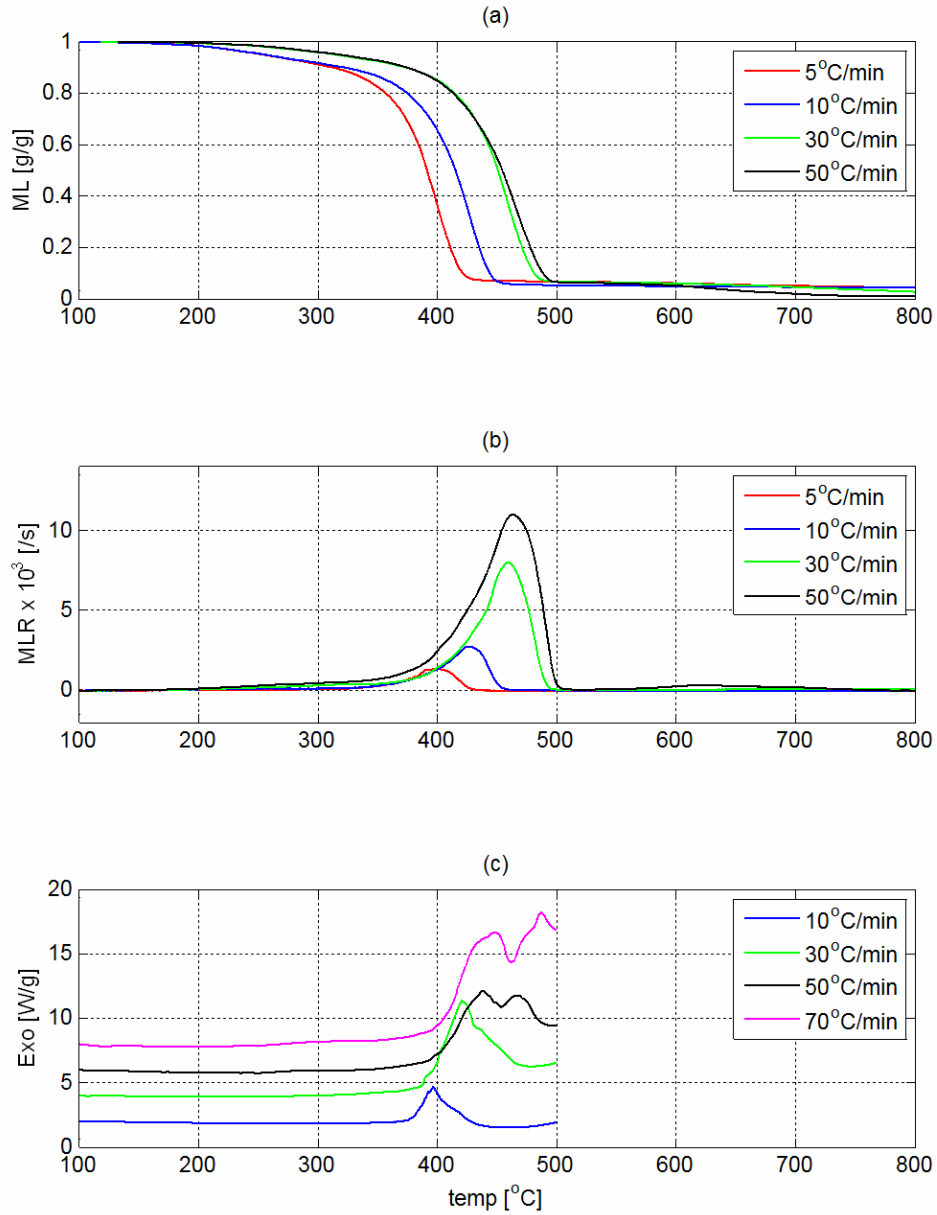 (a)
ML [g/g]
1
0.8
0.6
0.4
0.2
0
100 200 300 400 500 600 700 800
5°C/min
10°C/min
30°C/min
50°C/min
(b)
MLR x 10³ [/s]
10
5
0
100 200 300 400 500 600 700 800
5°C/min
10°C/min
30°C/min
50°C/min
(c)
Exo [W/g]
20
15
10
5
0
100 200 300 400 500 600 700 800
10°C/min
30°C/min
50°C/min
70°C/min
temp [°C]